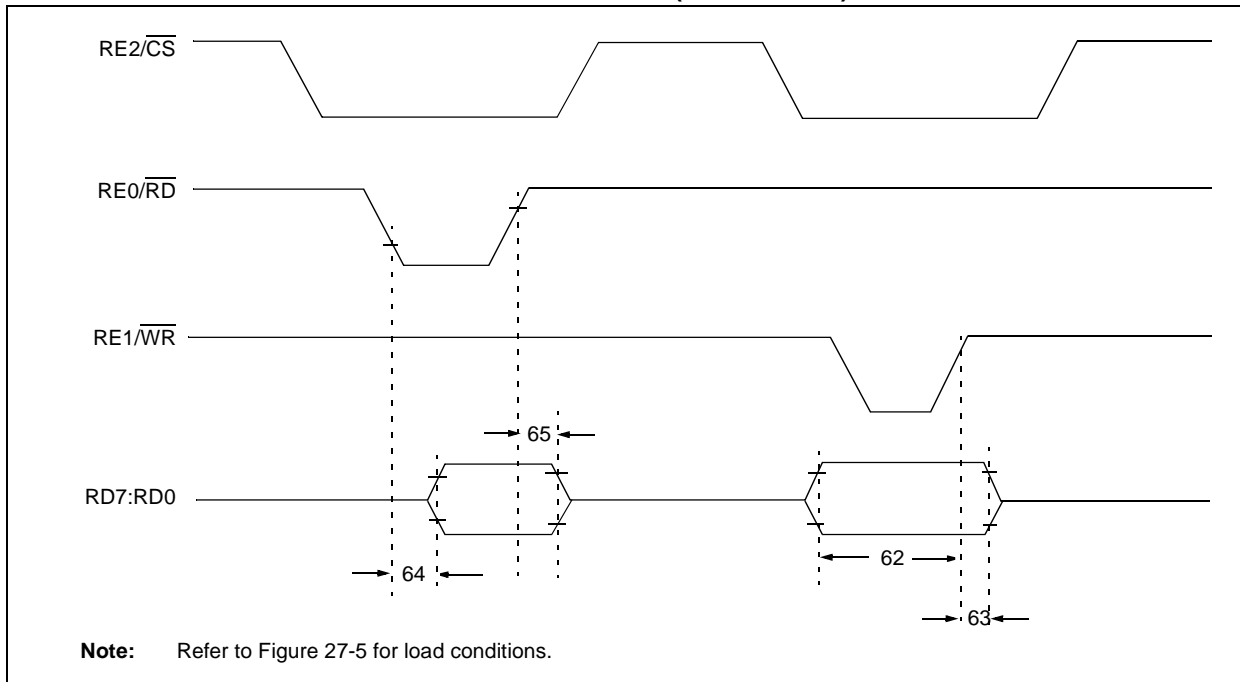 RE2/CS
RE0/RD
RE1/WR
65
RD7:RD0
64
62
63
Note: Refer to Figure 27-5 for load conditions.